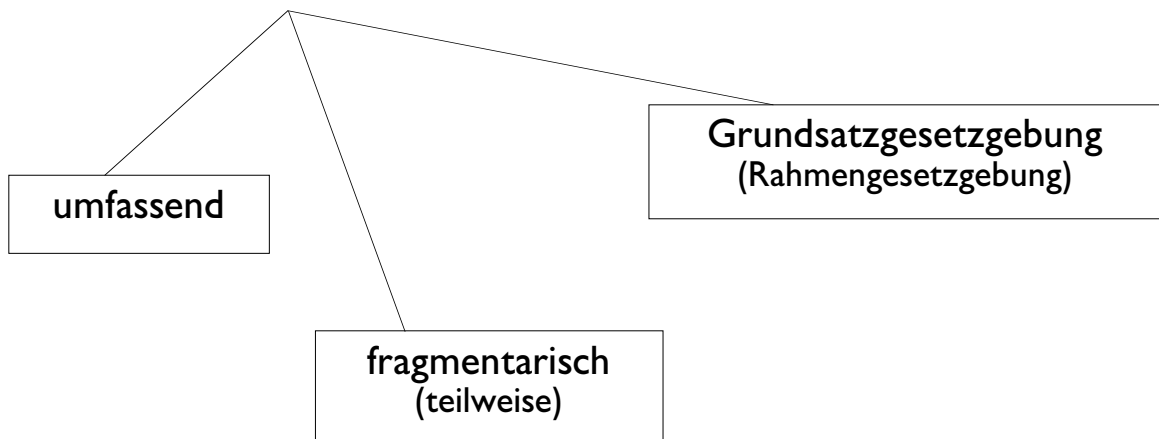 umfassend
Grundsatzgesetzgebung
(Rahmengesetzgebung)
fragmentarisch
(teilweise)